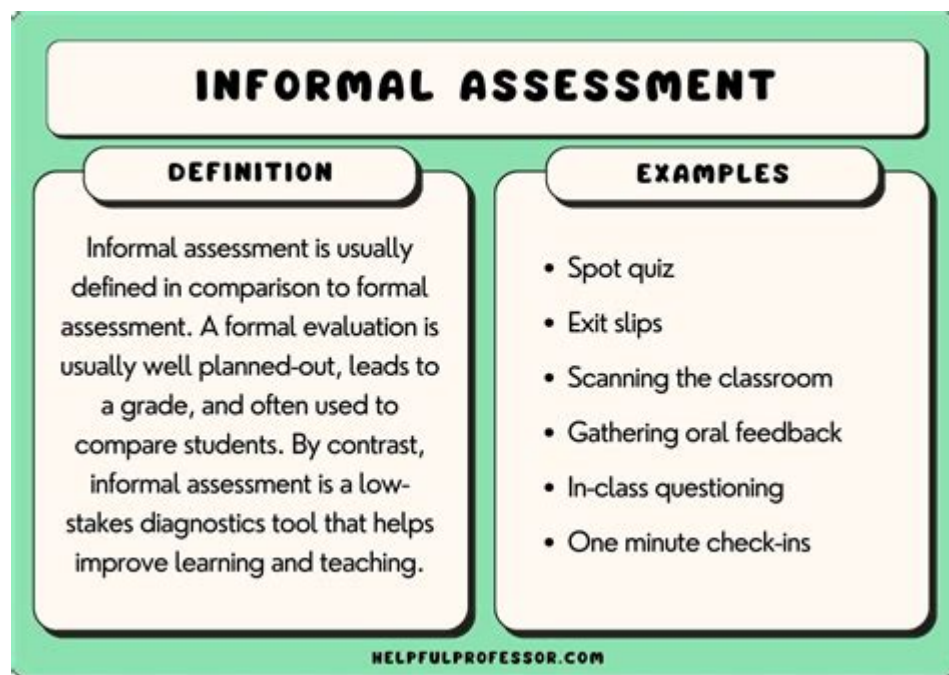 INFORMAL ASSESSMENT
DEFINITION
Informal assessment is usually
defined in comparison to formal
assessment. A formal evaluation is
usually well planned-out, leads to
a grade, and often used to
compare students. By contrast,
informal assessment is a low-
stakes diagnostics tool that helps
improve learning and teaching.
EXAMPLES
• Spot quiz
• Exit slips
• Scanning the classroom
• Gathering oral feedback
• In-class questioning
• One minute check-ins
HELPFULPROFESSOR.COM